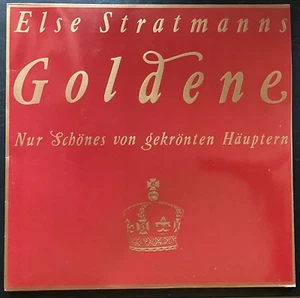 Else Stratmanns
Goldene
Nur Schönes von gekrönten Häuptern